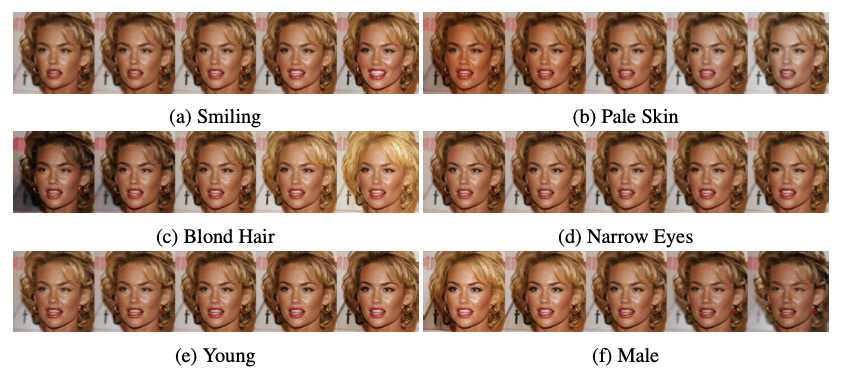 (a) Smiling
(b) Pale Skin
(c) Blond Hair
(d) Narrow Eyes
(e) Young
(f) Male